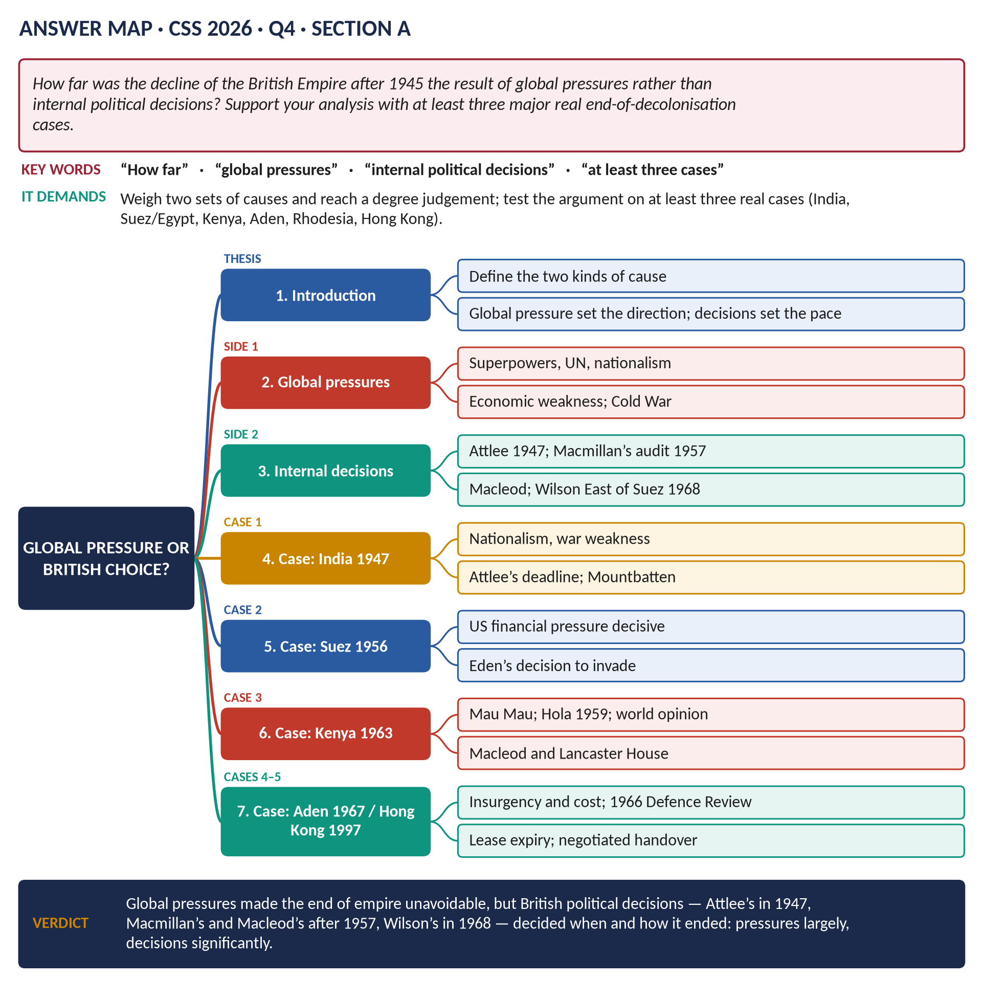 ANSWER MAP · CSS 2026 · Q4 · SECTION A
How far was the decline of the British Empire after 1945 the result of global pressures rather than
internal political decisions? Support your analysis with at least three major real end-of-decolonisation
cases.
KEY WORDS “How far” · “global pressures” · “internal political decisions” · “at least three cases”
IT DEMANDS Weigh two sets of causes and reach a degree judgement; test the argument on at least three real cases (India,
Suez/Egypt, Kenya, Aden, Rhodesia, Hong Kong).
GLOBAL PRESSURE OR
BRITISH CHOICE?
THESIS
1. Introduction
Define the two kinds of cause
Global pressure set the direction; decisions set the pace
SIDE 1
2. Global pressures
Superpowers, UN, nationalism
Economic weakness; Cold War
SIDE 2
3. Internal decisions
Attlee 1947; Macmillan’s audit 1957
Macleod; Wilson East of Suez 1968
CASE 1
4. Case: India 1947
Nationalism, war weakness
Attlee’s deadline; Mountbatten
CASE 2
5. Case: Suez 1956
US financial pressure decisive
Eden’s decision to invade
CASE 3
6. Case: Kenya 1963
Mau Mau; Hola 1959; world opinion
Macleod and Lancaster House
CASES 4–5
7. Case: Aden 1967 / Hong
Kong 1997
Insurgency and cost; 1966 Defence Review
Lease expiry; negotiated handover
VERDICT
Global pressures made the end of empire unavoidable, but British political decisions — Attlee’s in 1947,
Macmillan’s and Macleod’s after 1957, Wilson’s in 1968 — decided when and how it ended: pressures largely,
decisions significantly.